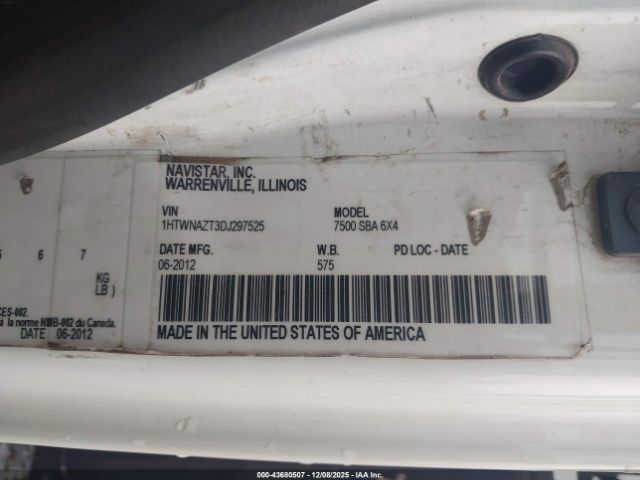 NAVISTAR, INC.
WARRENVILLE, ILLINOIS
VIN MODEL
1HTWNAZT3DJ297525 7500 SBA 6X4
DATE MFG. W.B. PD LOC - DATE
06-2012 575
MADE IN THE UNITED STATES OF AMERICA
6 7
KG
LB )
CES-002.
a la norme NMB-002 du Canada.
DATE 06-2012
000-43680507 - 12/08/2025 - IAA Inc.